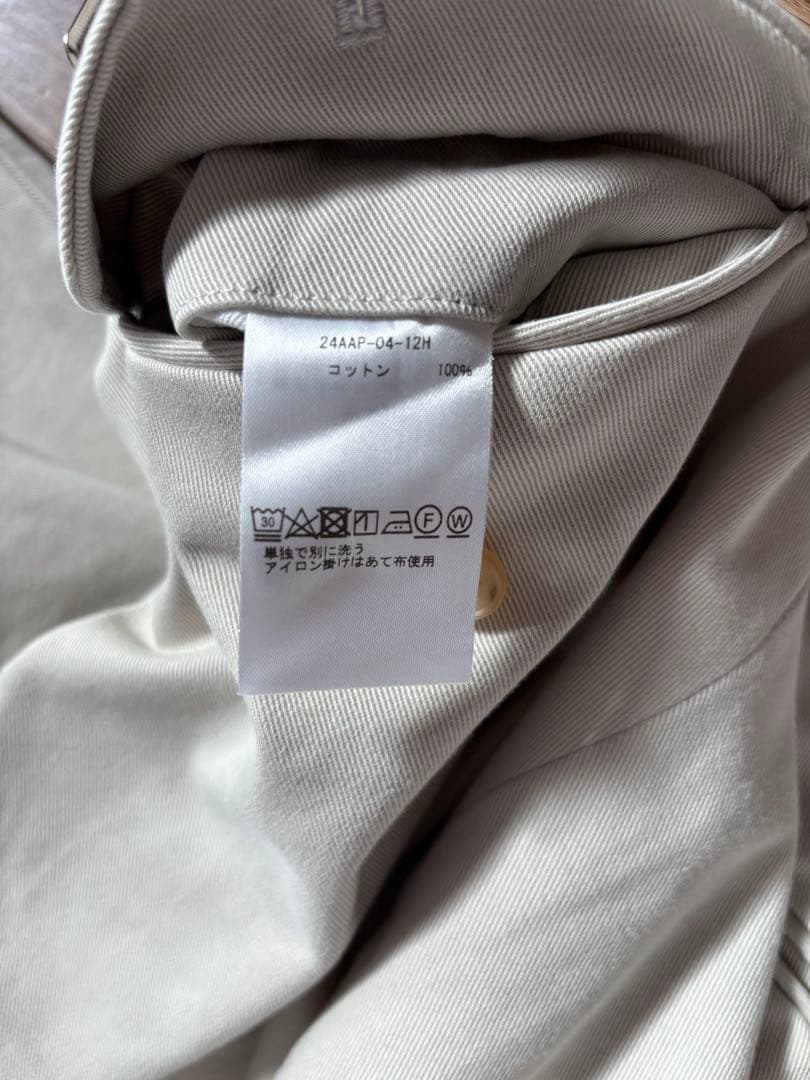 24AAP-04-12H
コットン 100%
30 F W
単独で別に洗う
アイロン掛けはあて布使用